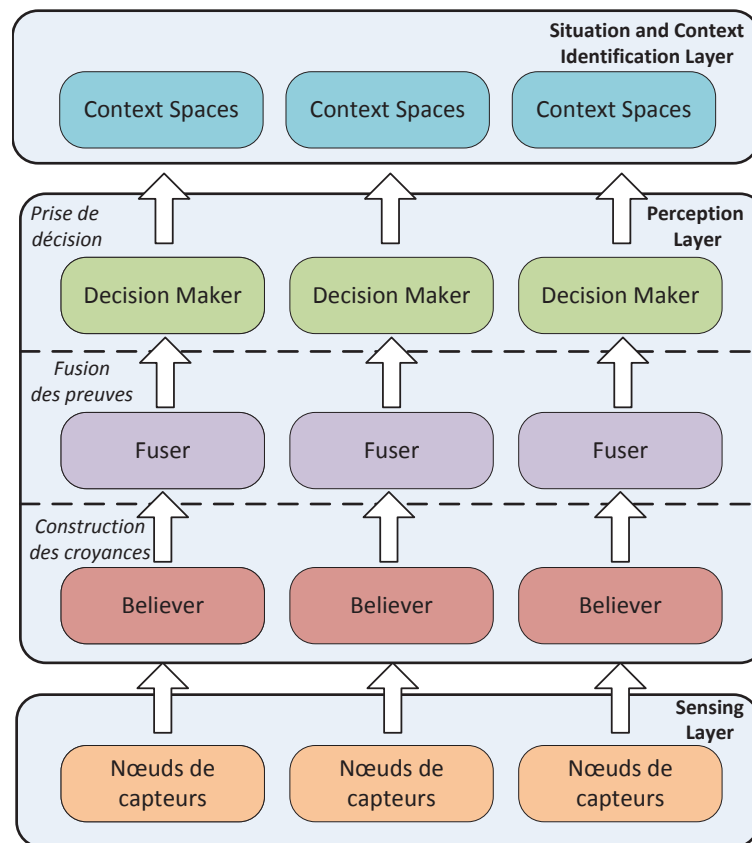 Situation and Context
Identification Layer
Context Spaces
Context Spaces
Context Spaces
Prise de
décision
Perception
Layer
Decision Maker
Decision Maker
Decision Maker
Fusion
des preuves
Fuser
Fuser
Fuser
Construction
des croyances
Believer
Believer
Believer
Sensing
Layer
Nœuds de
capteurs
Nœuds de
capteurs
Nœuds de
capteurs